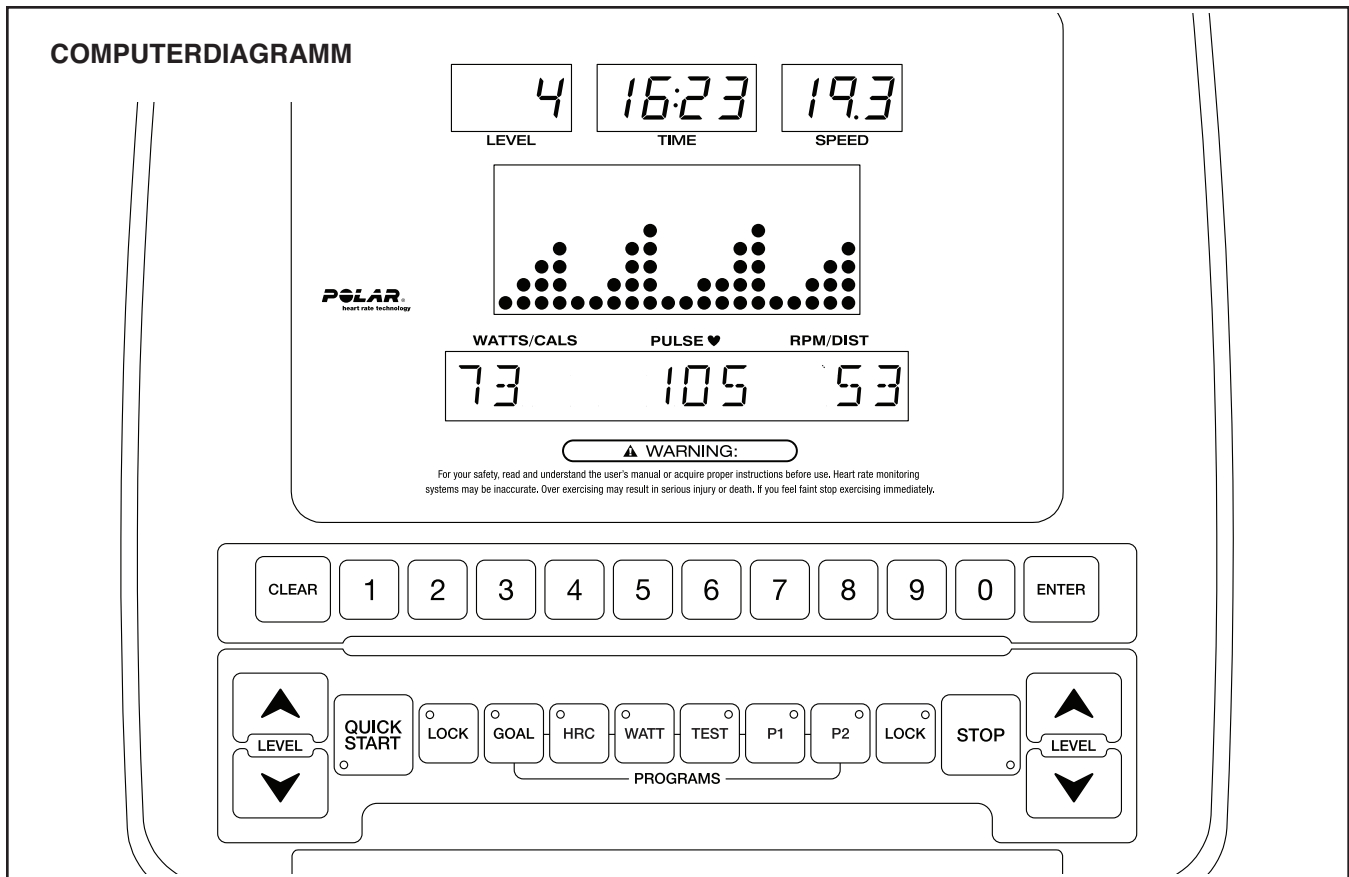 COMPUTERDIAGRAMM
4 16:23 19.3
LEVEL TIME SPEED
POLAR®
heart rate technology
WATTS/CALS PULSE ♥ RPM/DIST
73 105 53
⚠ WARNING:
For your safety, read and understand the user's manual or acquire proper instructions before use. Heart rate monitoring
systems may be inaccurate. Over exercising may result in serious injury or death. If you feel faint stop exercising immediately.
CLEAR 1 2 3 4 5 6 7 8 9 0 ENTER
LEVEL
QUICK
START
LOCK GOAL HRC WATT TEST P1 P2 LOCK STOP
LEVEL
PROGRAMS